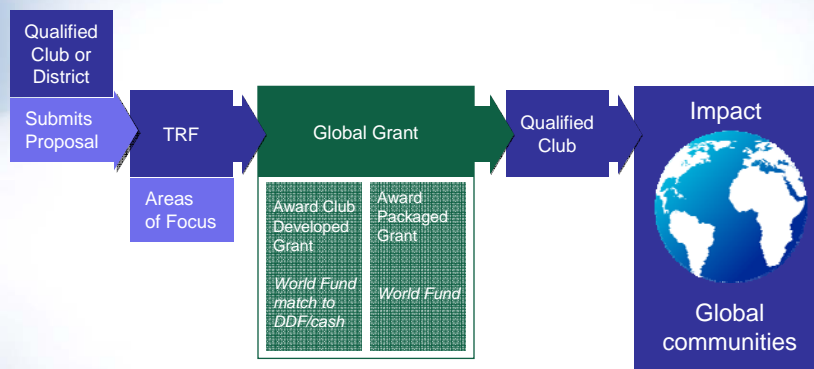 Qualified
Club or
District
Submits
Proposal
TRF
Areas
of Focus
Global Grant
Award Club
Developed
Grant
World Fund
match to
DDF/cash
Award
Packaged
Grant
World Fund
Qualified
Club
Impact
Global
communities